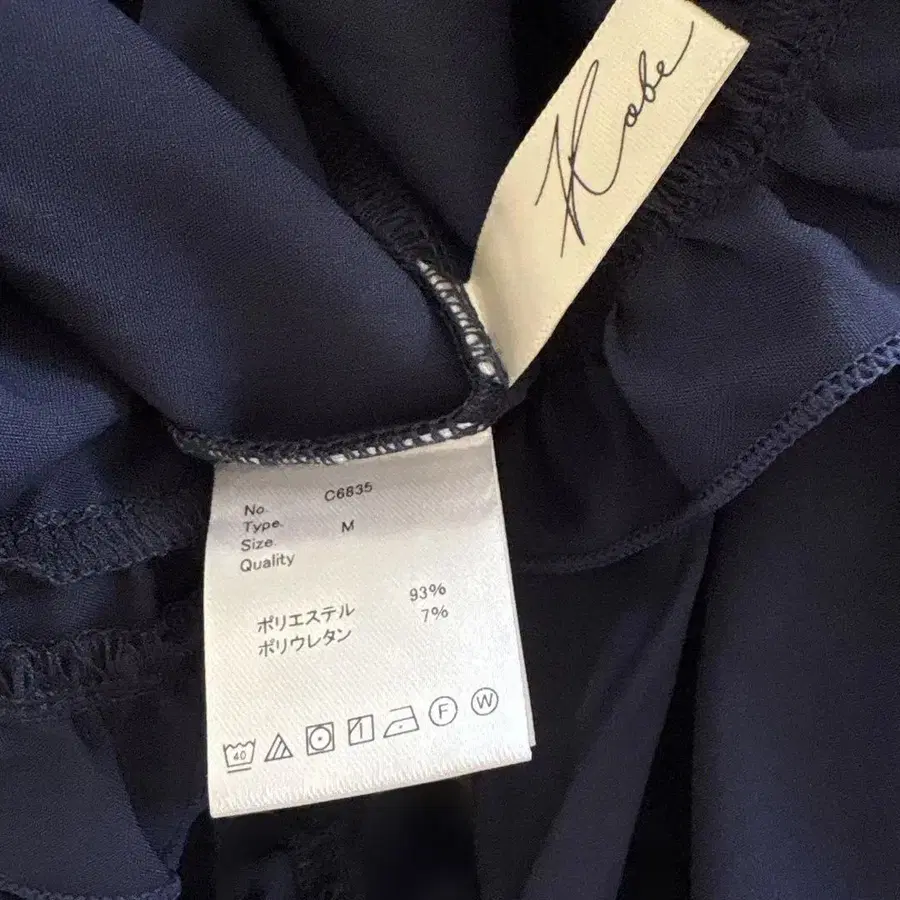 Kobe
No. C6835
Type.
Size. M
Quality
ポリエステル 93%
ポリウレタン 7%
40 F W